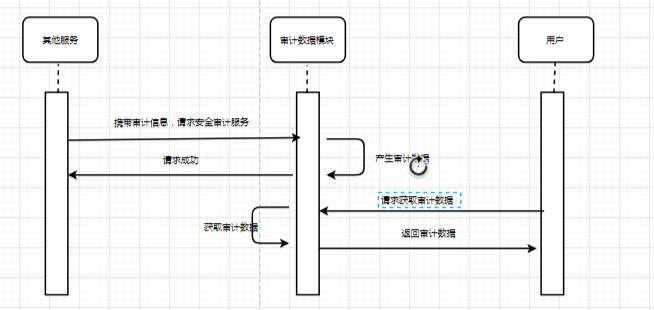 其他服务
审计数据模块
用户
携带审计信息，请求安全审计服务
产生审计数据
请求成功
请求获取审计数据
获取审计数据
返回审计数据